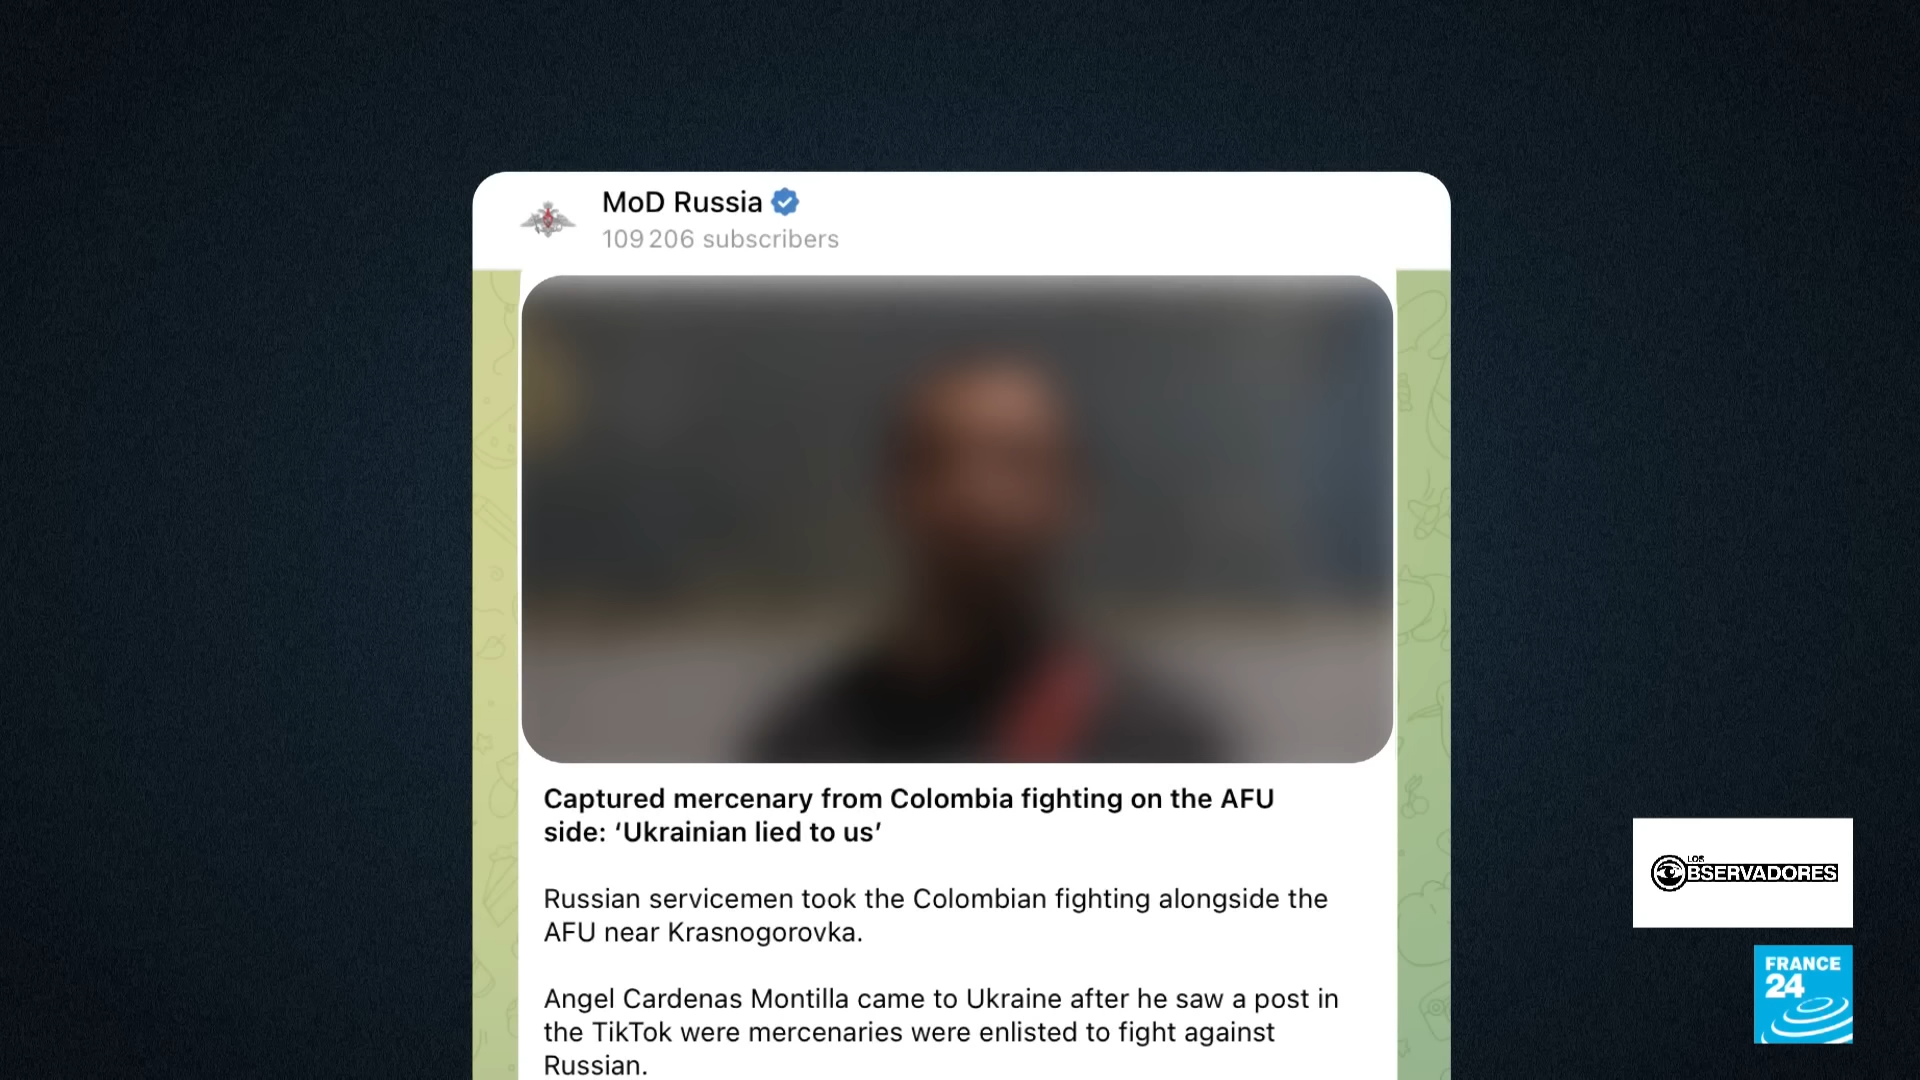 MoD Russia
109 206 subscribers
Captured mercenary from Colombia fighting on the AFU
side: ‘Ukrainian lied to us’
Russian servicemen took the Colombian fighting alongside the
AFU near Krasnogorovka.
Angel Cardenas Montilla came to Ukraine after he saw a post in
the TikTok were mercenaries were enlisted to fight against
Russian.
LOS
OBSERVADORES
FRANCE
24